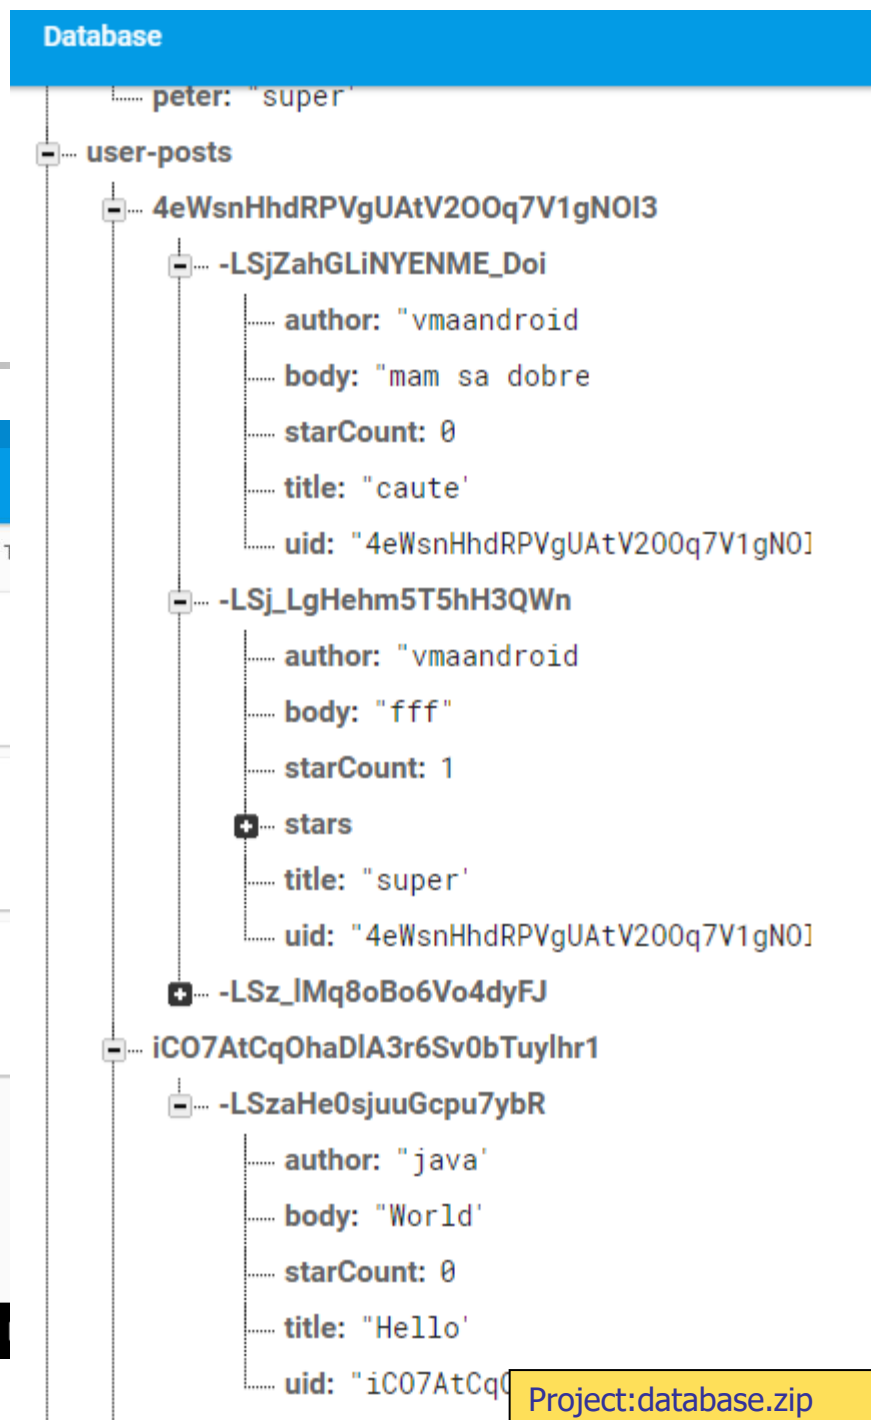 Database
peter: "super"
user-posts
4eWsnHhdRPVgUAtV2OOq7V1gNOI3
-LSjZahGLiNYENME_Doi
author: "vmaandroid
body: "mam sa dobre
starCount: 0
title: "caute'
uid: "4eWsnHhdRPVgUAtV2OOq7V1gNOI
-LSj_LgHehm5T5hH3QWn
author: "vmaandroid
body: "fff"
starCount: 1
stars
title: "super'
uid: "4eWsnHhdRPVgUAtV2OOq7V1gNOI
-LSz_lMq8oBo6Vo4dyFJ
iCO7AtCqOhaDlA3r6Sv0bTuylhr1
-LSzaHe0sjuuGcpu7ybR
author: "java'
body: "World'
starCount: 0
title: "Hello'
uid: "iCO7AtCqO
Project:database.zip